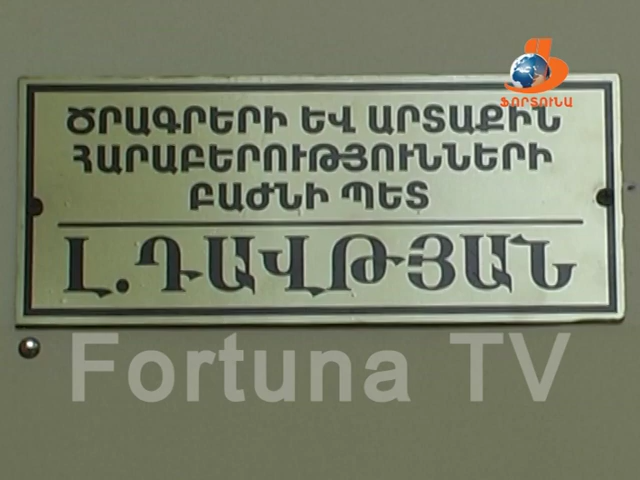 ՖՈՐՏՈՒՆԱ
ԾՐԱԳՐԵՐԻ ԵՎ ԱՐՏԱՔԻՆ
ՀԱՐԱԲԵՐՈՒԹՅՈՒՆՆԵՐԻ
ԲԱԺՆԻ ՊԵՏ
Լ.ԴԱՎԹՅԱՆ
Fortuna TV